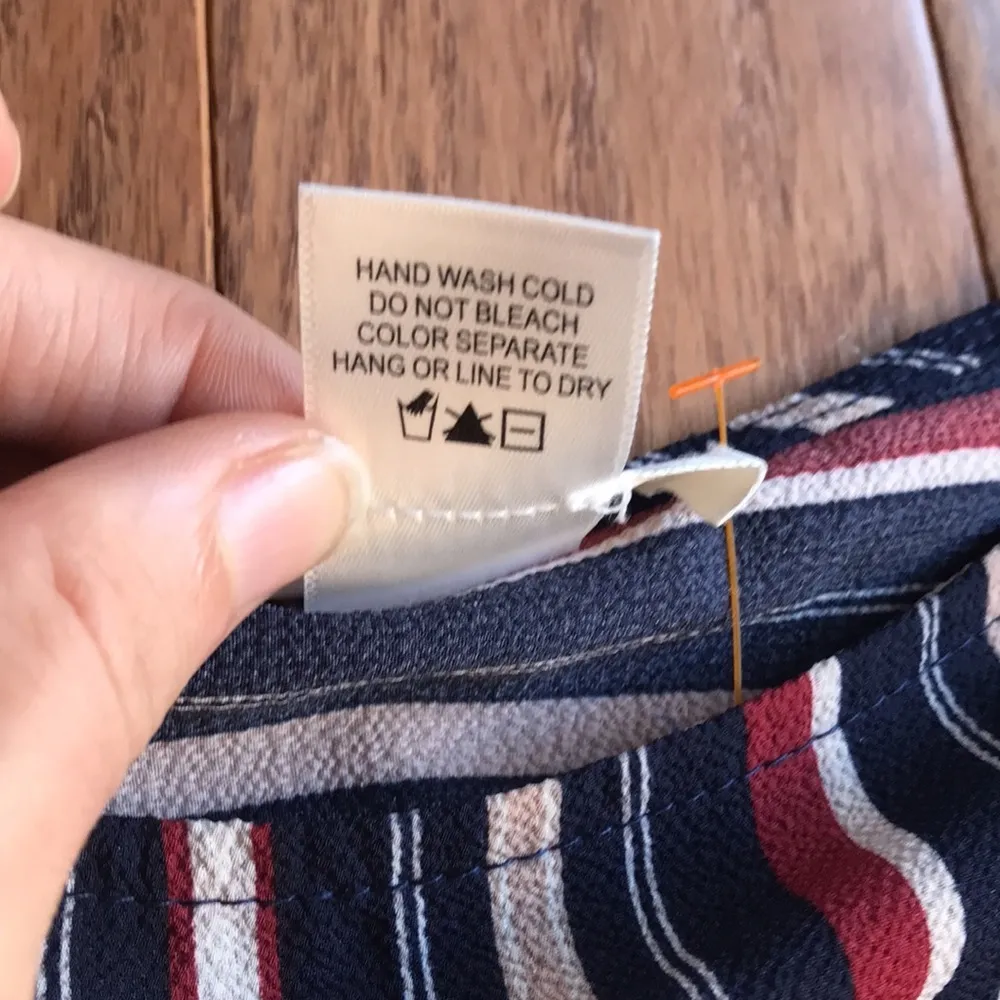 HAND WASH COLD
DO NOT BLEACH
COLOR SEPARATE
HANG OR LINE TO DRY